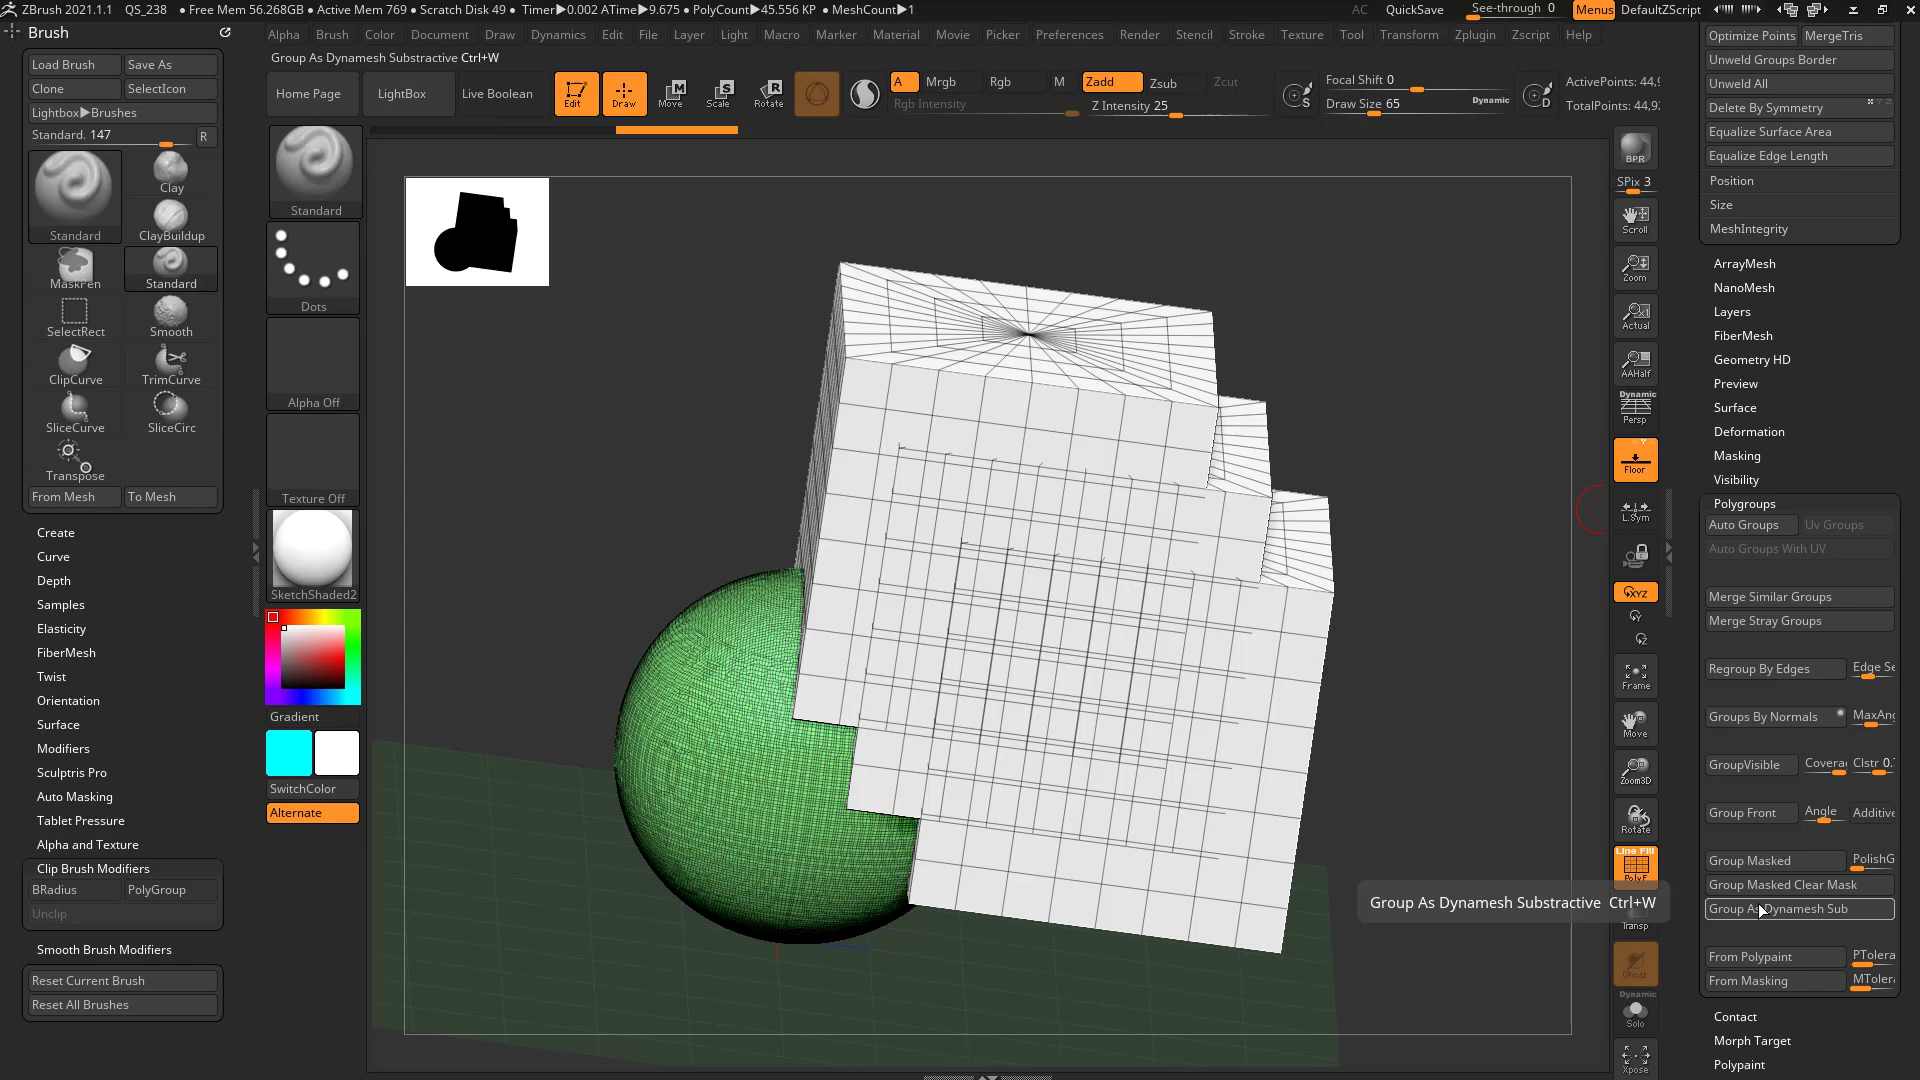 ZBrush 2021.1.1 QS_238 • Free Mem 56.268GB • Active Mem 769 • Scratch Disk 49 • Timer▶0.002 ATime▶9.675 • PolyCount▶45.556 KP • MeshCount▶1 AC QuickSave See-through 0 Menus DefaultZScript
Brush
Alpha Brush Color Document Draw Dynamics Edit File Layer Light Macro Marker Material Movie Picker Preferences Render Stencil Stroke Texture Tool Transform Zplugin Zscript Help
Group As Dynamesh Substractive Ctrl+W
Load Brush Save As
Clone SelectIcon
Lightbox▶Brushes
Standard. 147 R
Standard
Clay
ClayBuildup
MaskPen Standard
SelectRect Smooth
ClipCurve TrimCurve
SliceCurve SliceCirc
Transpose
From Mesh To Mesh
Create
Curve
Depth
Samples
Elasticity
FiberMesh
Twist
Orientation
Surface
Modifiers
Sculptris Pro
Auto Masking
Tablet Pressure
Alpha and Texture
Clip Brush Modifiers
BRadius PolyGroup
Unclip
Smooth Brush Modifiers
Reset Current Brush
Reset All Brushes
Home Page LightBox Live Boolean Edit Draw Move Scale Rotate
A Mrgb Rgb M Zadd Zsub Zcut
Rgb Intensity Z Intensity 25
S Focal Shift 0
Draw Size 65 Dynamic
D ActivePoints: 44,9
TotalPoints: 44,92
Standard
Dots
Alpha Off
Texture Off
SketchShaded2
Gradient
SwitchColor
Alternate
BPR
SPix 3
Scroll
Zoom
Actual
AAHalf
Dynamic
Persp
Floor
L.Sym
XYZ
Frame
Move
Zoom3D
Rotate
Line Fill
PolyF
Transp
Ghost
Dynamic
Solo
Xpose
Group As Dynamesh Substractive Ctrl+W
Optimize Points MergeTris
Unweld Groups Border
Unweld All
Delete By Symmetry
Equalize Surface Area
Equalize Edge Length
Position
Size
MeshIntegrity
ArrayMesh
NanoMesh
Layers
FiberMesh
Geometry HD
Preview
Surface
Deformation
Masking
Visibility
Polygroups
Auto Groups Uv Groups
Auto Groups With UV
Merge Similar Groups
Merge Stray Groups
Regroup By Edges Edge Se
Groups By Normals MaxAng
GroupVisible Coverag Clstr 0.
Group Front Angle Additive
Group Masked PolishG
Group Masked Clear Mask
Group As Dynamesh Sub
From Polypaint PTolera
From Masking MTolera
Contact
Morph Target
Polypaint